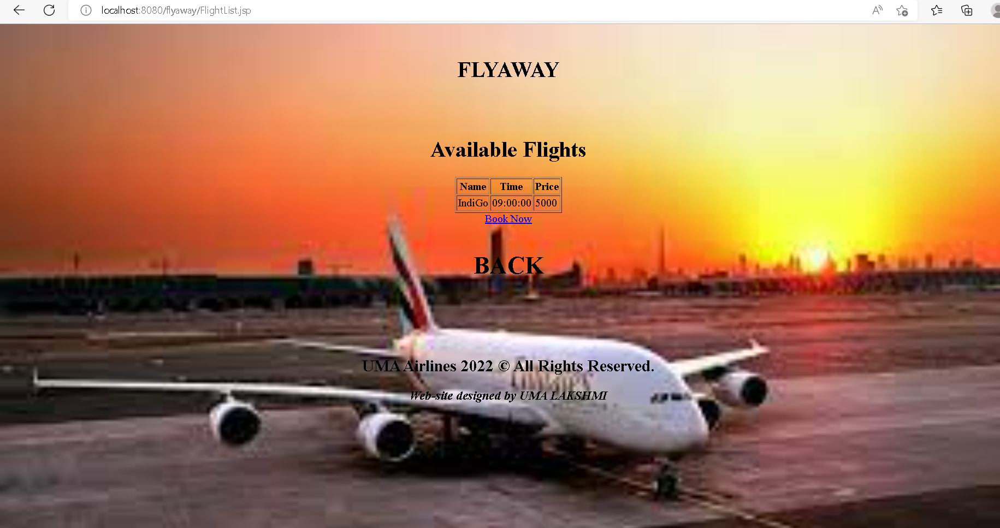 localhost:8080/flyaway/FlightList.jsp
FLYAWAY
Available Flights
Name Time Price
IndiGo 09:00:00 5000
Book Now
BACK
UMA Airlines 2022 © All Rights Reserved.
Web-site designed by UMA LAKSHMI